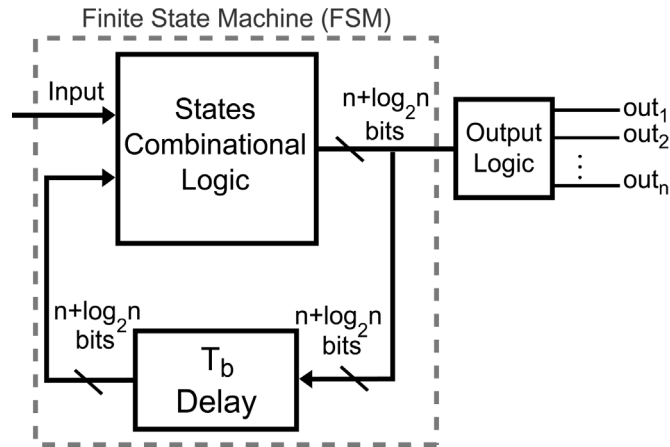 Finite State Machine (FSM)
Input
States
Combinational
Logic
n+log₂n
bits
Output
Logic
out₁
out₂
⋮
outₙ
n+log₂n
bits
T_b
Delay
n+log₂n
bits